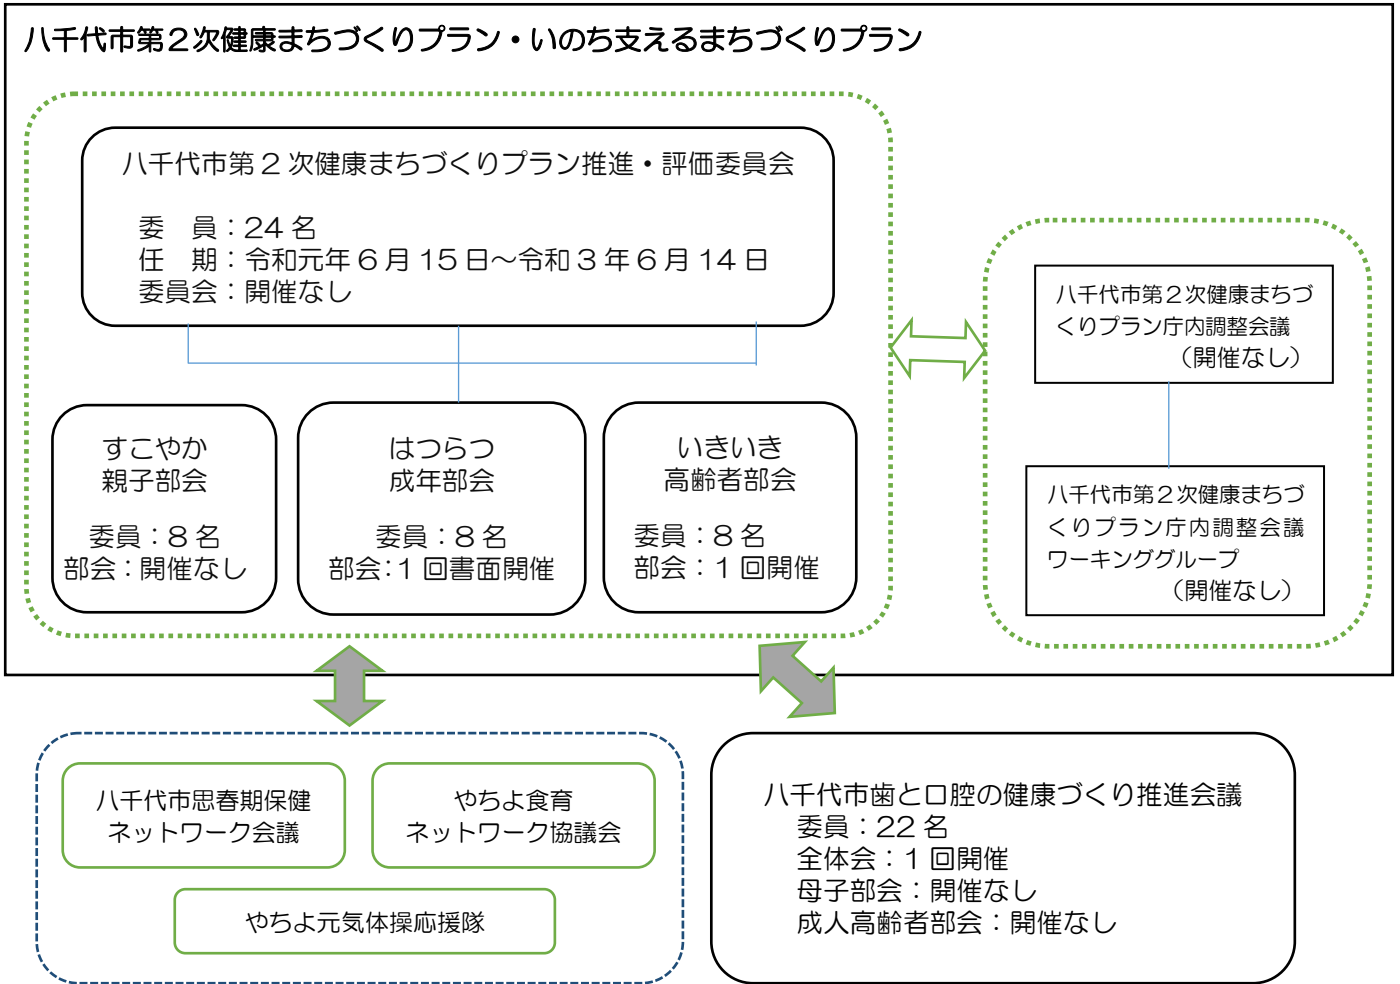 八千代市第２次健康まちづくりプラン・いのち支えるまちづくりプラン
八千代市第２次健康まちづくりプラン推進・評価委員会
委　員：24 名
任　期：令和元年６月 15 日～令和３年６月 14 日
委員会：開催なし
八千代市第２次健康まちづ
くりプラン庁内調整会議
（開催なし）
すこやか
親子部会
委員：８名
部会：開催なし
はつらつ
成年部会
委員：８名
部会：１回書面開催
いきいき
高齢者部会
委員：８名
部会：１回開催
八千代市第２次健康まちづ
くりプラン庁内調整会議
ワーキンググループ
（開催なし）
八千代市思春期保健
ネットワーク会議
やちよ食育
ネットワーク協議会
やちよ元気体操応援隊
八千代市歯と口腔の健康づくり推進会議
委員：22 名
全体会：１回開催
母子部会：開催なし
成人高齢者部会：開催なし